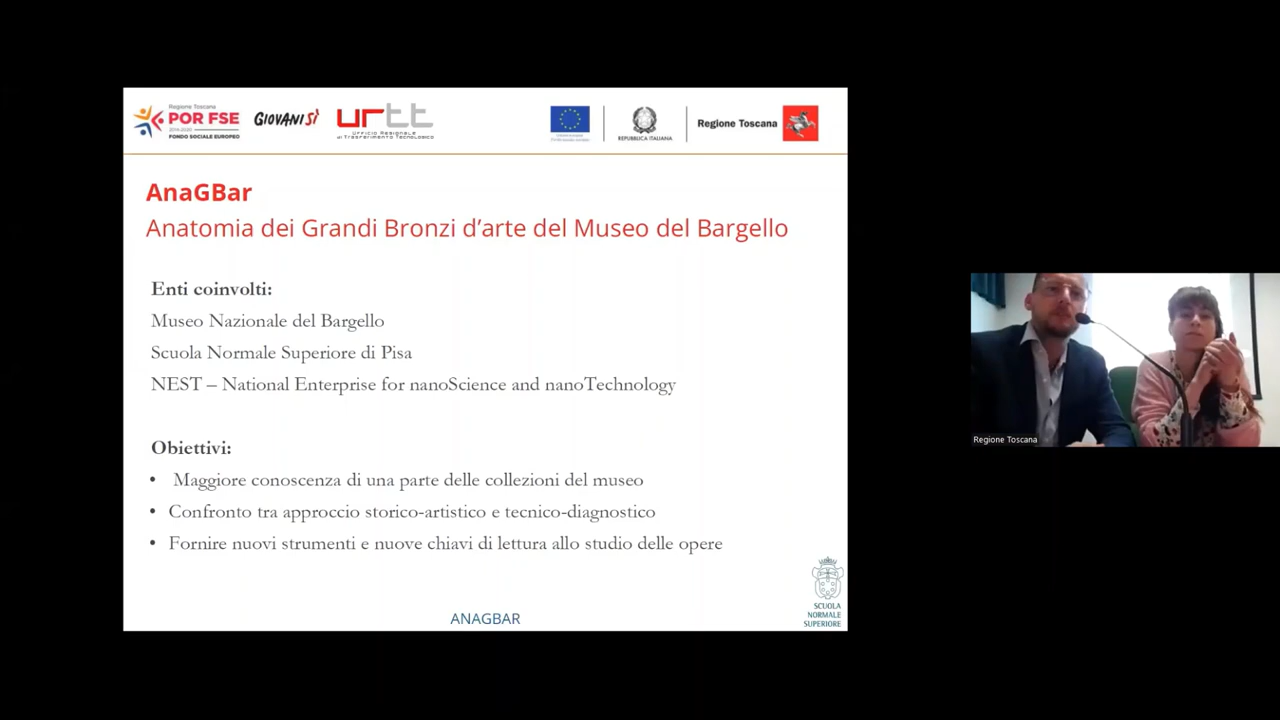 Regione Toscana
POR FSE
2014-2020
FONDO SOCIALE EUROPEO
GIOVANISÌ
urtt
Ufficio Regionale
di Trasferimento Tecnologico
REPUBBLICA ITALIANA
Regione Toscana
AnaGBar
Anatomia dei Grandi Bronzi d’arte del Museo del Bargello
Enti coinvolti:
Museo Nazionale del Bargello
Scuola Normale Superiore di Pisa
NEST – National Enterprise for nanoScience and nanoTechnology
Obiettivi:
• Maggiore conoscenza di una parte delle collezioni del museo
• Confronto tra approccio storico-artistico e tecnico-diagnostico
• Fornire nuovi strumenti e nuove chiavi di lettura allo studio delle opere
ANAGBAR
SCUOLA
NORMALE
SUPERIORE
Regione Toscana